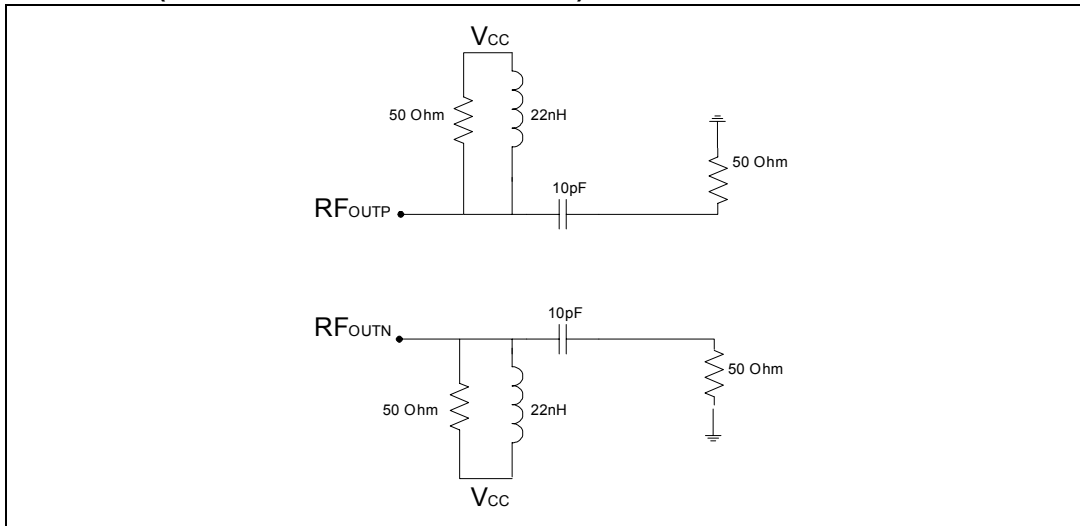 VCC
50 Ohm
22nH
50 Ohm
10pF
RFOUTP
10pF
RFOUTN
50 Ohm
50 Ohm
22nH
VCC